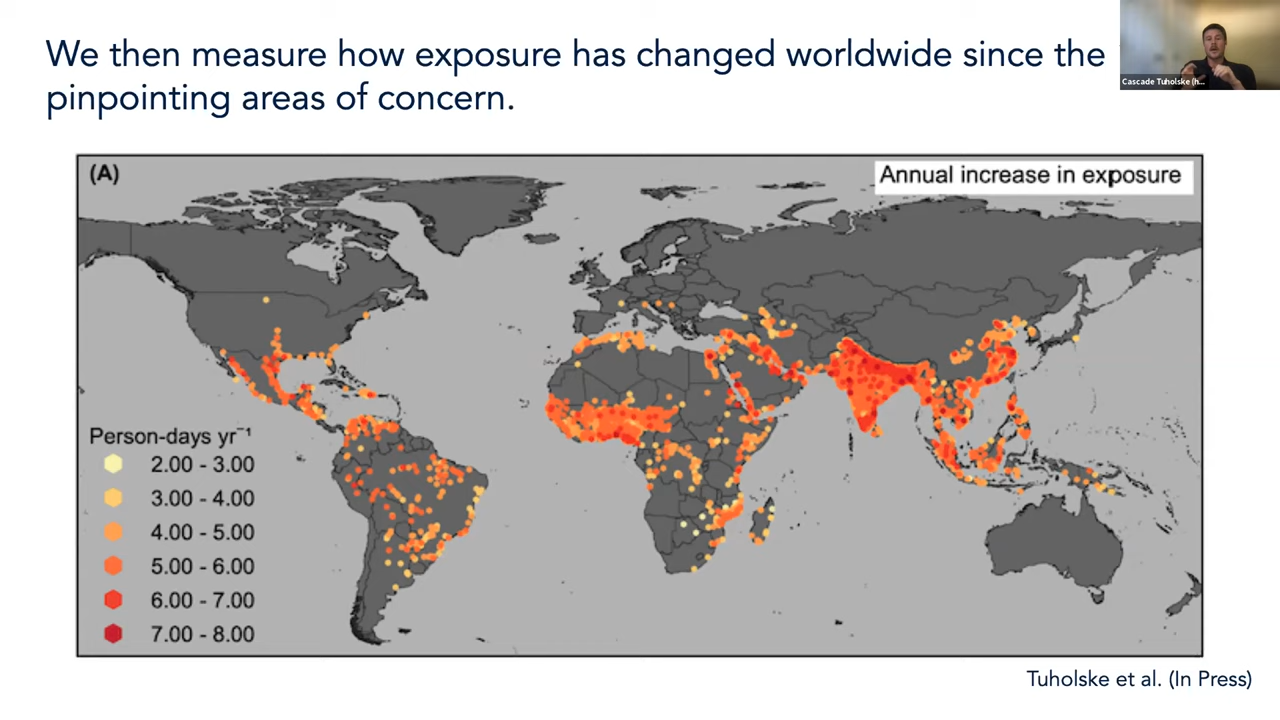 We then measure how exposure has changed worldwide since the
pinpointing areas of concern.
Cascade Tuholske (h...
(A)
Annual increase in exposure
Person-days yr⁻¹
2.00 - 3.00
3.00 - 4.00
4.00 - 5.00
5.00 - 6.00
6.00 - 7.00
7.00 - 8.00
Tuholske et al. (In Press)